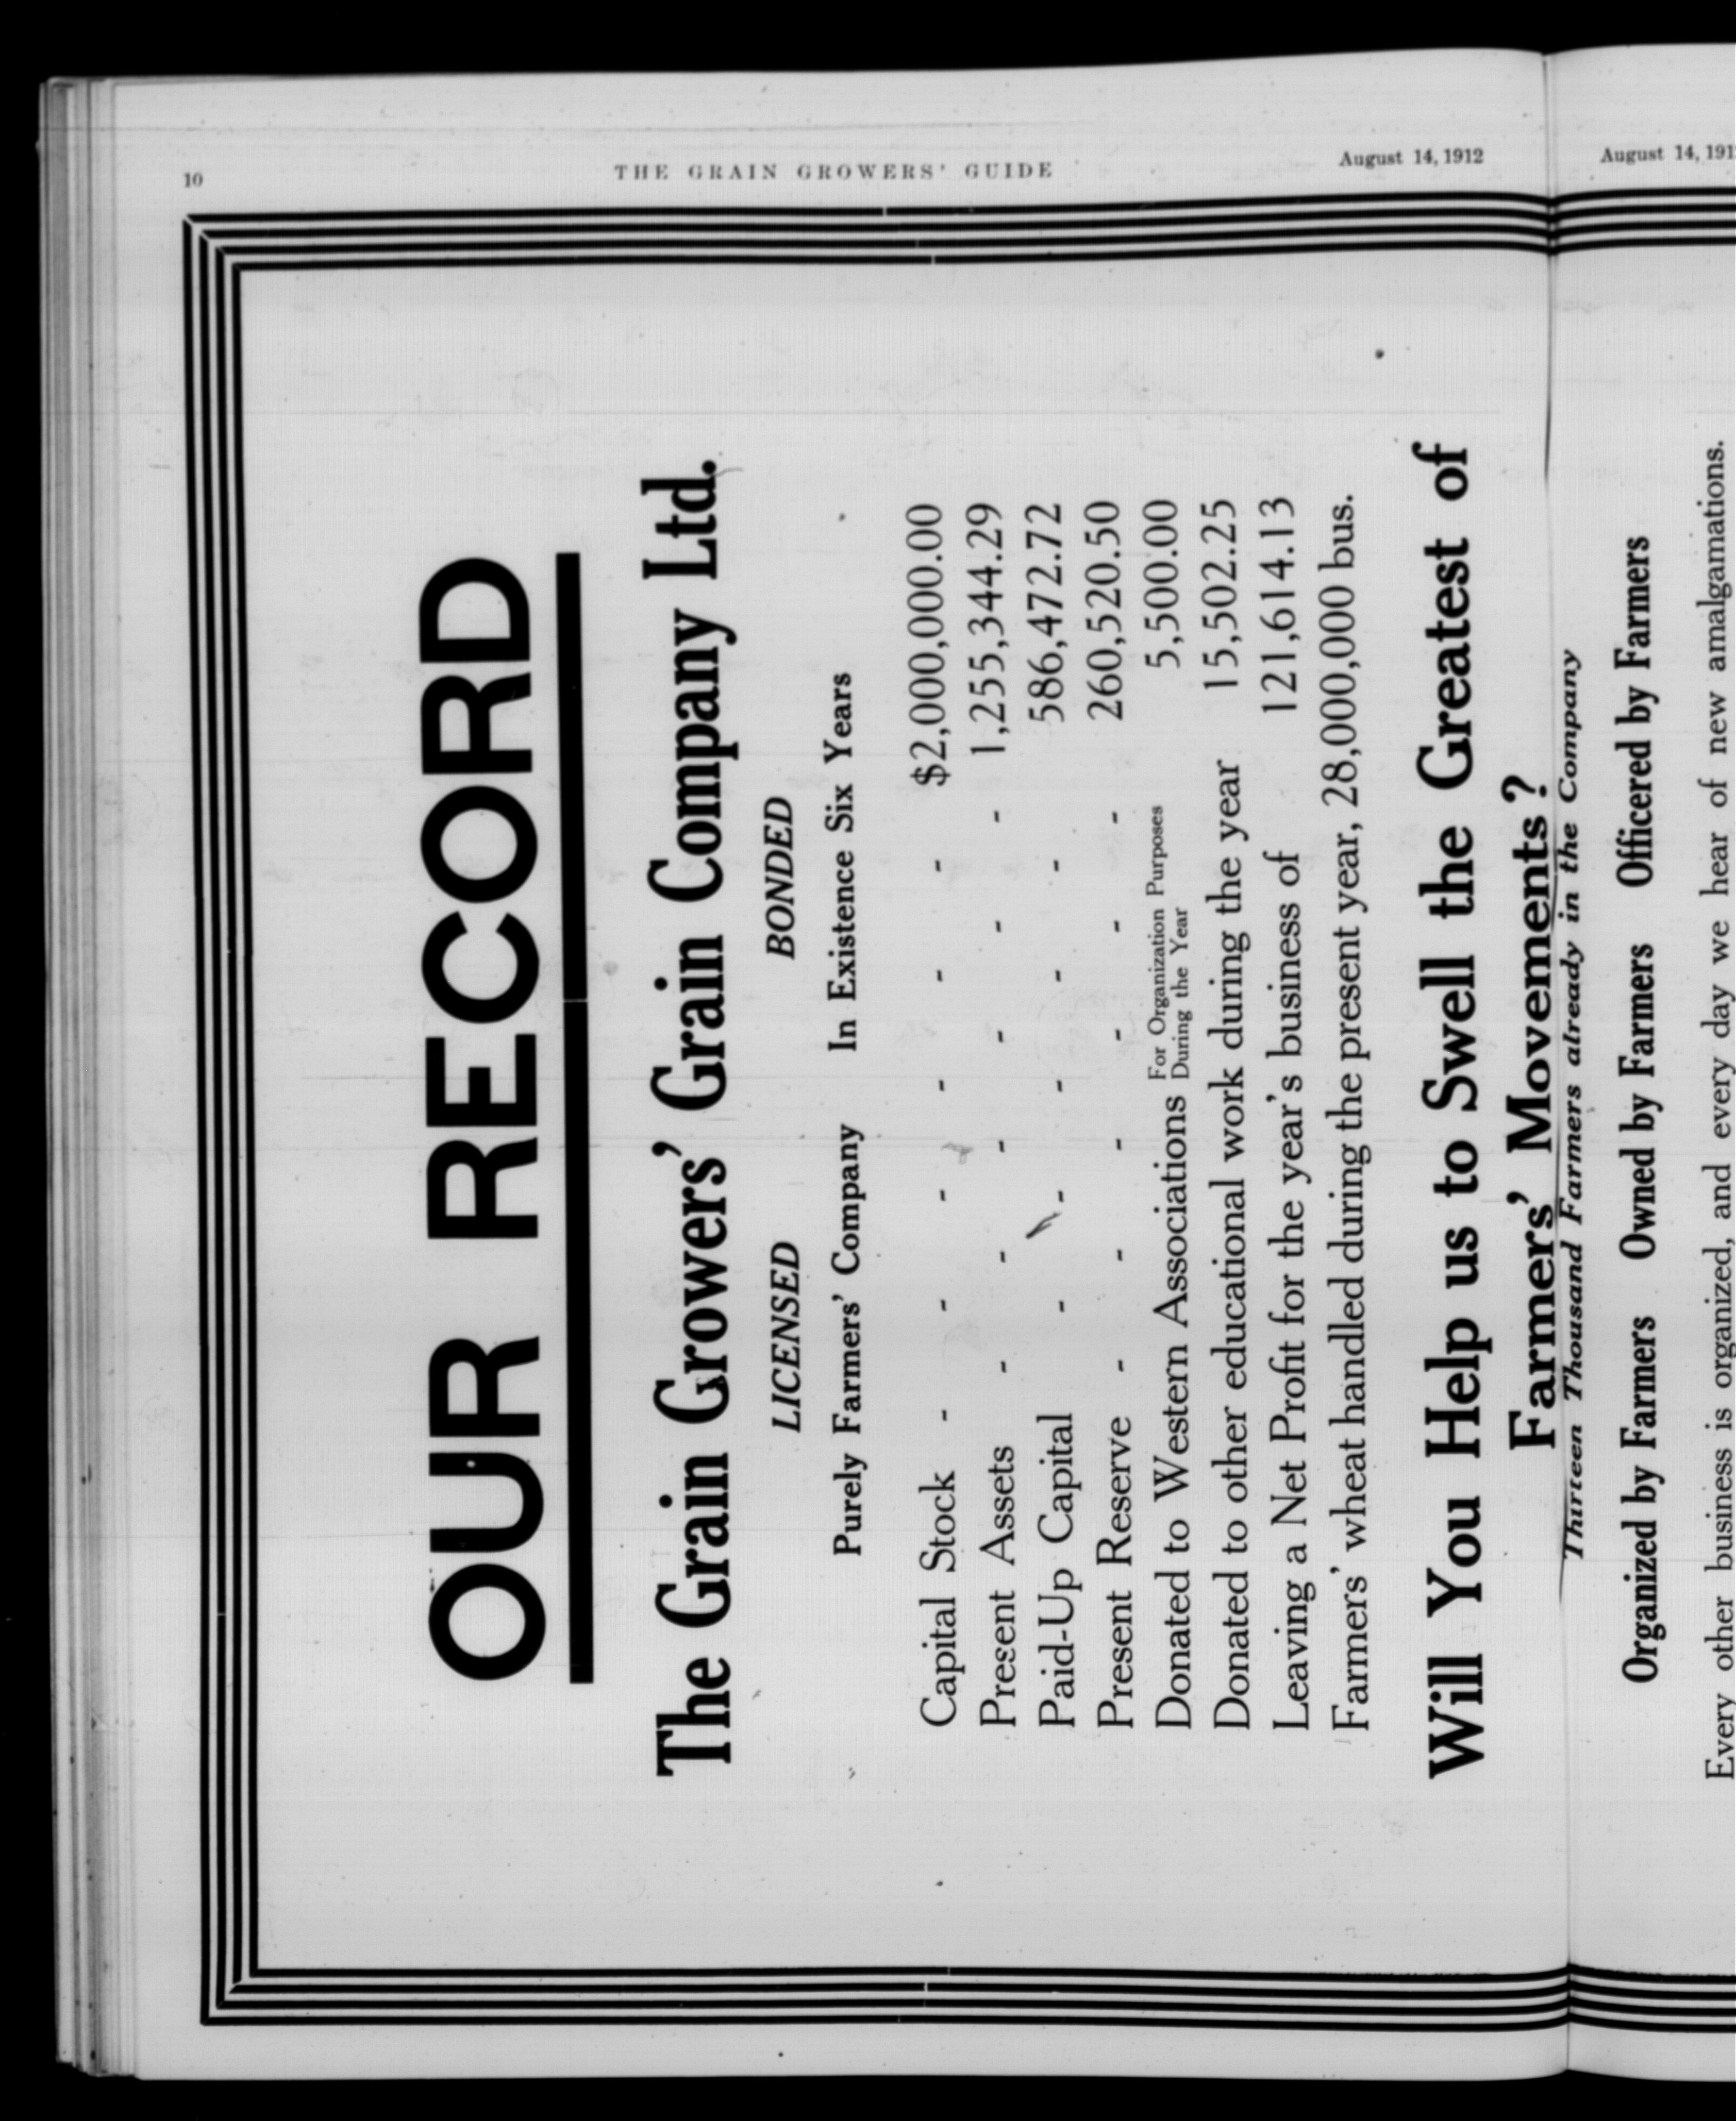 10
THE GRAIN GROWERS' GUIDE
August 14, 1912
August 14, 191
OUR RECORD
The Grain Growers' Grain Company Ltd.
LICENSED BONDED
Purely Farmers' Company In Existence Six Years
Capital Stock - - - - - - $2,000,000.00
Present Assets - - - - - - 1,255,344.29
Paid-Up Capital - - - - - 586,472.72
Present Reserve - - - - - - 260,520.50
Donated to Western Associations For Organization Purposes During the Year 5,500.00
Donated to other educational work during the year 15,502.25
Leaving a Net Profit for the year's business of 121,614.13
Farmers' wheat handled during the present year, 28,000,000 bus.
Will You Help us to Swell the Greatest of
Farmers' Movements?
Thirteen Thousand Farmers already in the Company
Organized by Farmers Owned by Farmers Officered by Farmers
Every other business is organized, and every day we hear of new amalgamations.